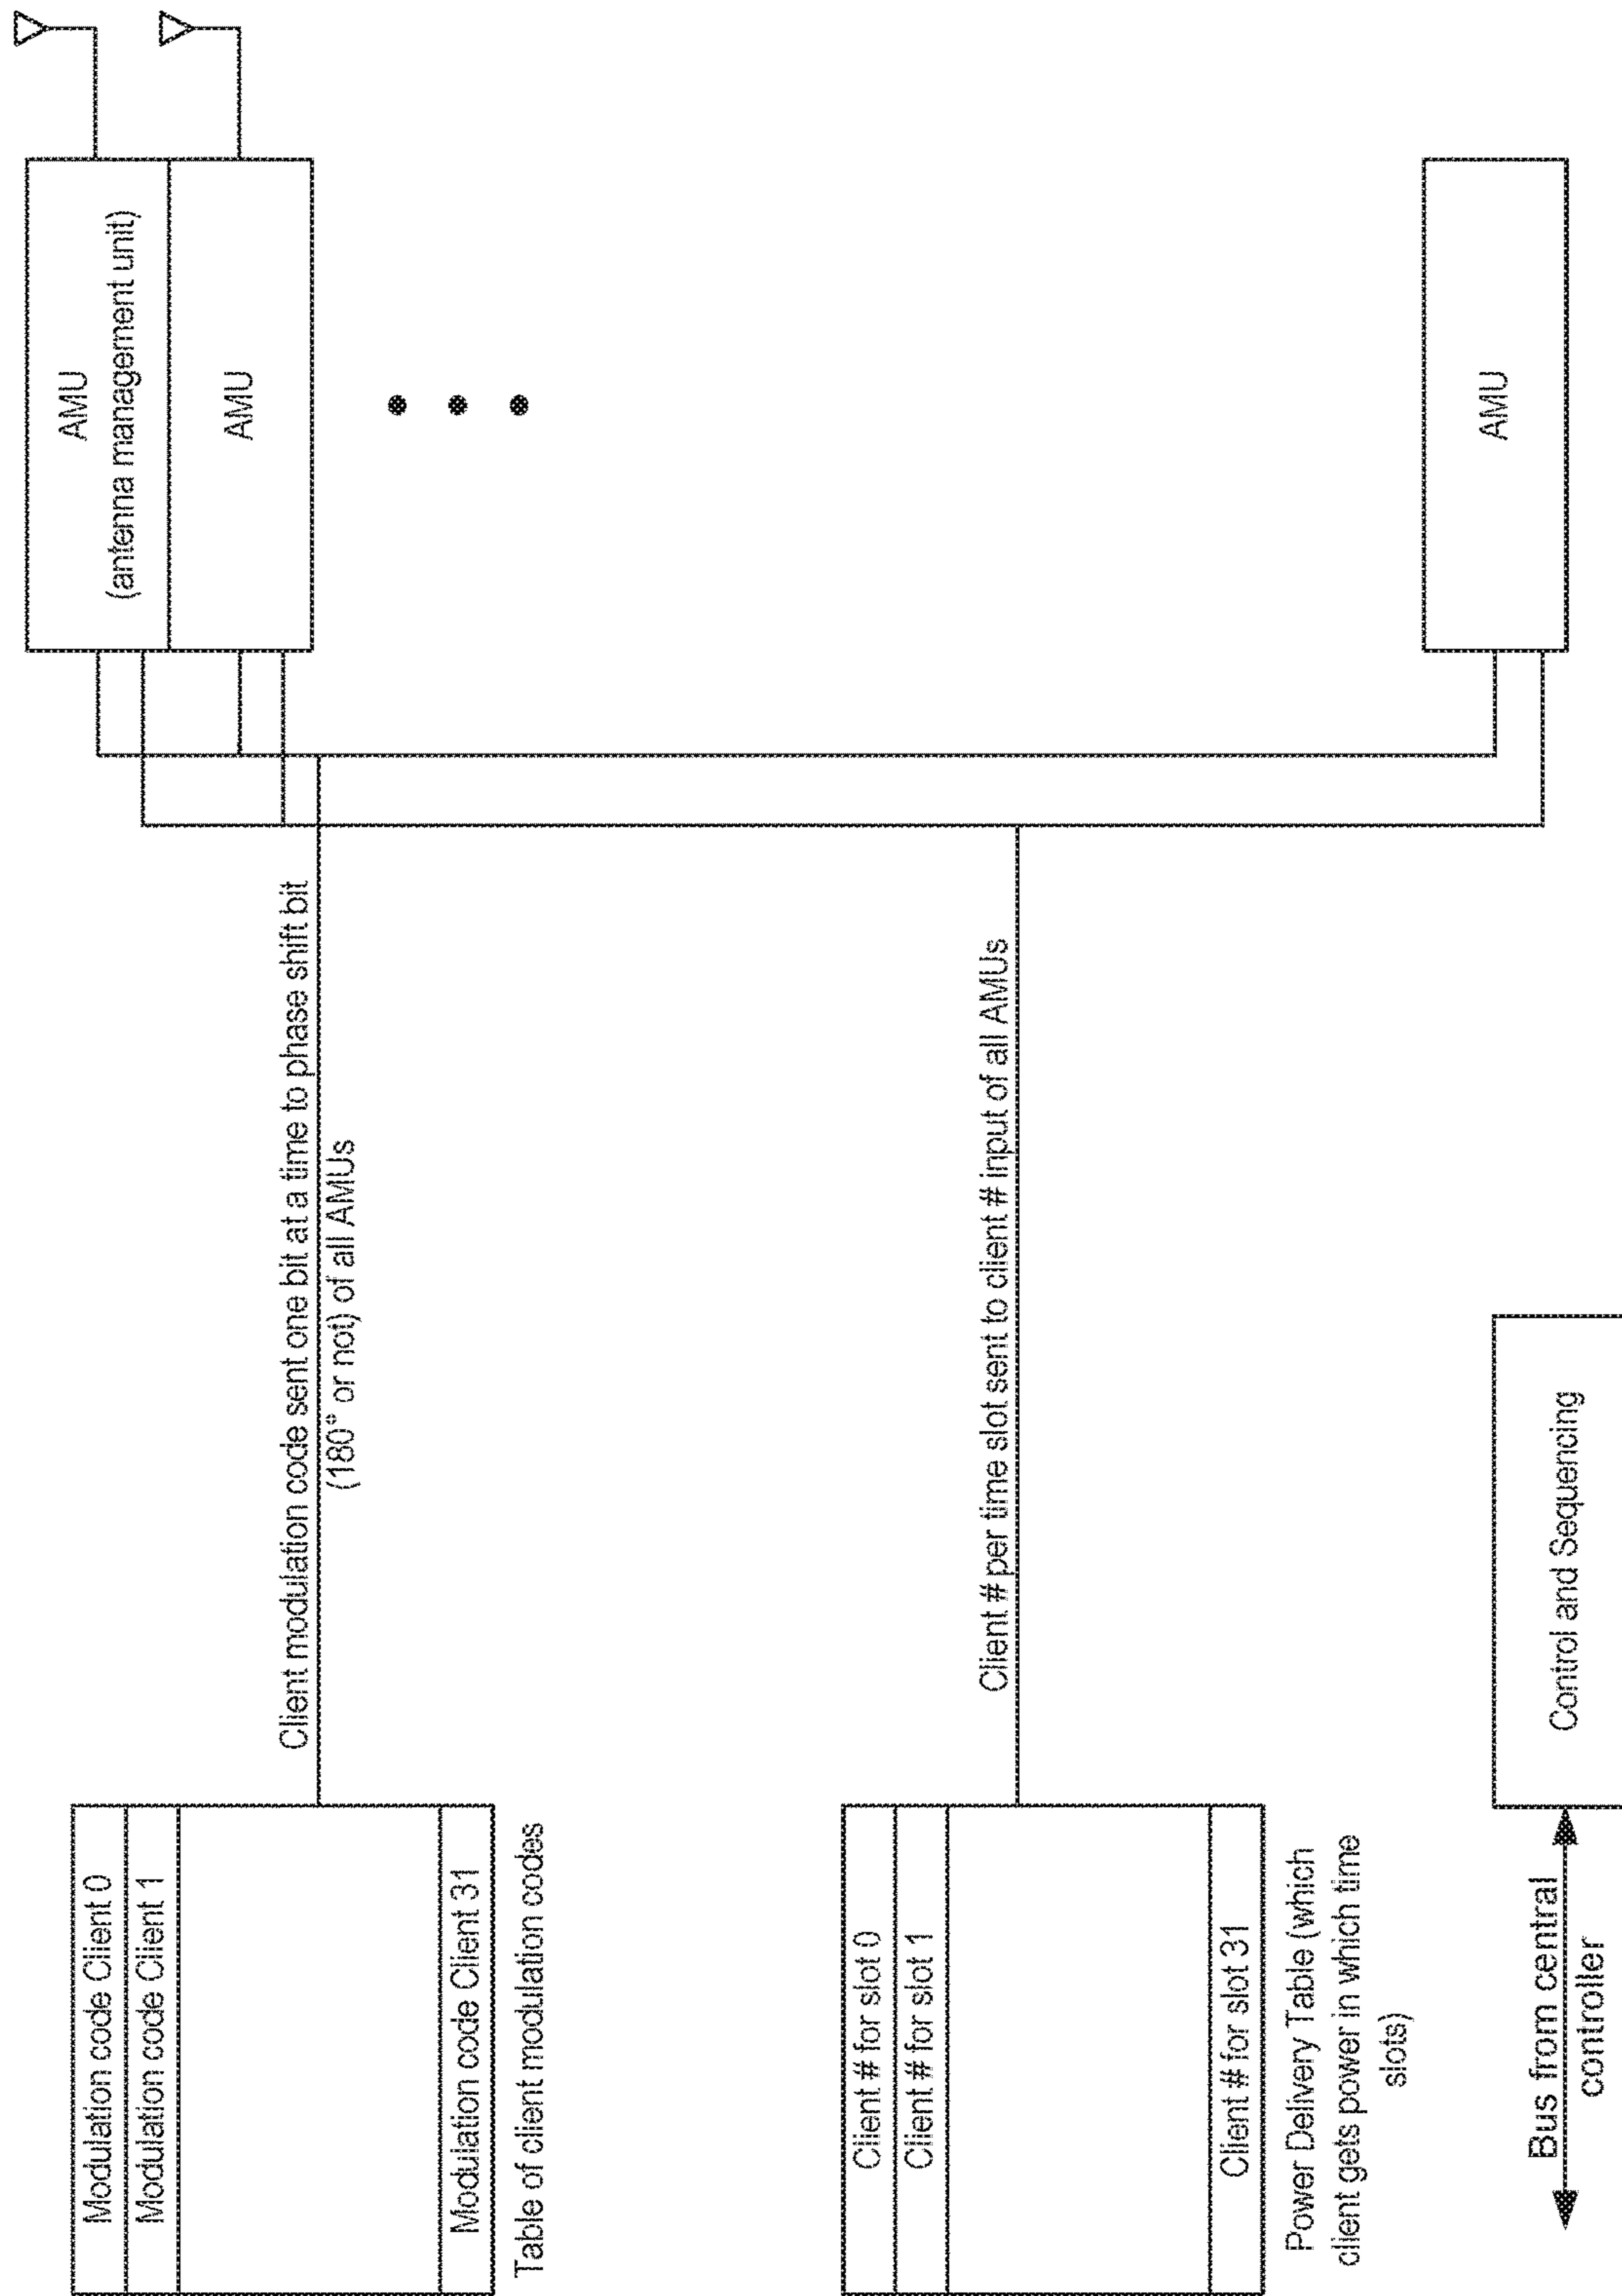 Modulation code Client 0
Modulation code Client 1
Modulation code Client 31
Table of client modulation codes
Client modulation code sent one bit at a time to phase shift bit
(180° or not) of all AMUs
AMU
(antenna management unit)
AMU
Client # for slot 0
Client # for slot 1
Client # for slot 31
Power Delivery Table (which
client gets power in which time
slots)
Client # per time slot sent to client # input of all AMUs
AMU
Bus from central
controller
Control and Sequencing